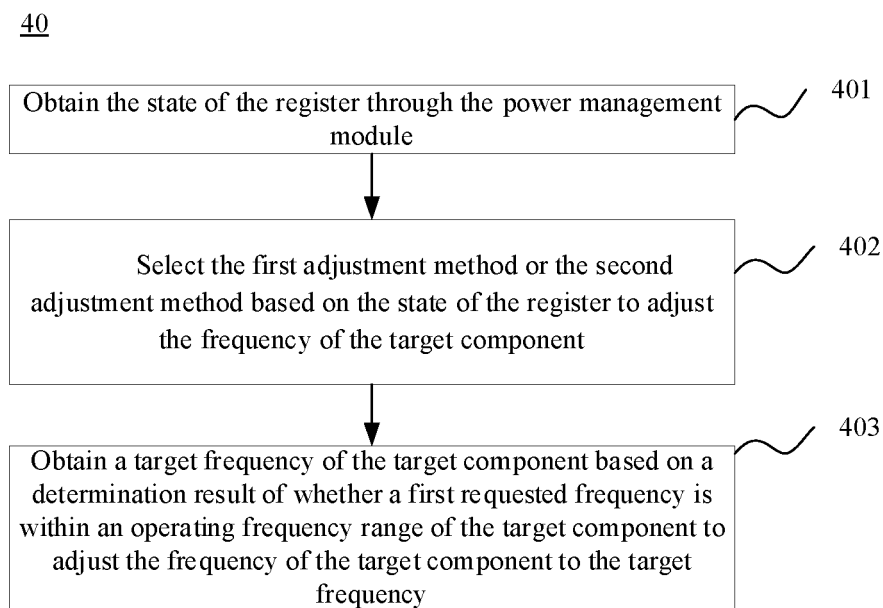 40
Obtain the state of the register through the power management
module
401
Select the first adjustment method or the second
adjustment method based on the state of the register to adjust
the frequency of the target component
402
Obtain a target frequency of the target component based on a
determination result of whether a first requested frequency is
within an operating frequency range of the target component to
adjust the frequency of the target component to the target
frequency
403